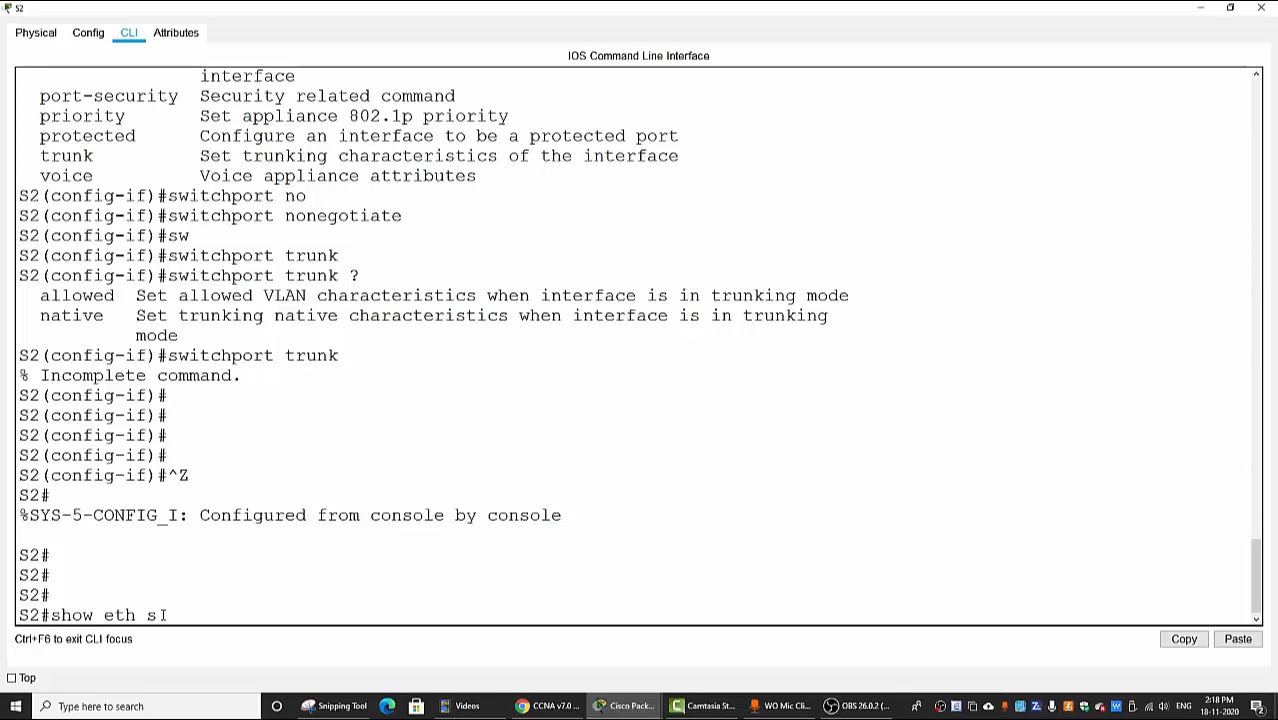 S2
Physical Config CLI Attributes
IOS Command Line Interface
interface
port-security Security related command
priority Set appliance 802.1p priority
protected Configure an interface to be a protected port
trunk Set trunking characteristics of the interface
voice Voice appliance attributes
S2(config-if)#switchport no
S2(config-if)#switchport nonegotiate
S2(config-if)#sw
S2(config-if)#switchport trunk
S2(config-if)#switchport trunk ?
allowed Set allowed VLAN characteristics when interface is in trunking mode
native Set trunking native characteristics when interface is in trunking
mode
S2(config-if)#switchport trunk
% Incomplete command.
S2(config-if)#
S2(config-if)#
S2(config-if)#
S2(config-if)#
S2(config-if)#^Z
S2#
%SYS-5-CONFIG_I: Configured from console by console
S2#
S2#
S2#
S2#show eth s
Ctrl+F6 to exit CLI focus
Copy Paste
Top
Type here to search
Snipping Tool
Videos
CCNA v7.0 ...
Cisco Pack...
Camtasia St...
WO Mic Cli...
OBS 26.0.2 (...
ENG
2:18 PM
18-11-2020